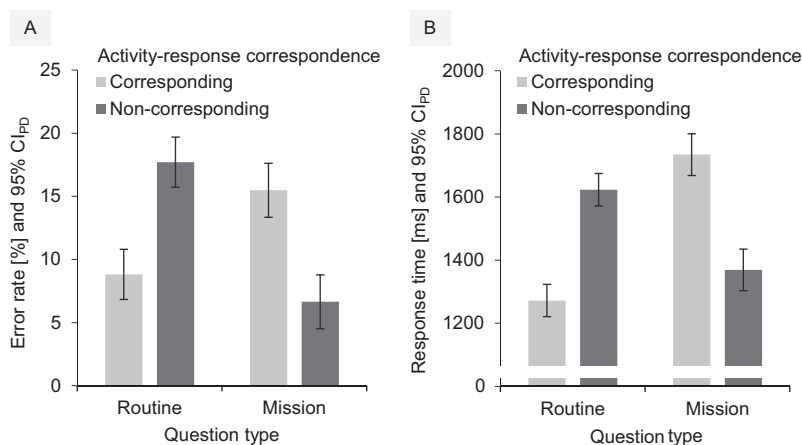 A
Activity-response correspondence
Corresponding
Non-corresponding
Error rate [%] and 95% CIPD
25
20
15
10
5
0
Routine
Mission
Question type
B
Activity-response correspondence
Corresponding
Non-corresponding
Response time [ms] and 95% CIPD
2000
1800
1600
1400
1200
0
Routine
Mission
Question type